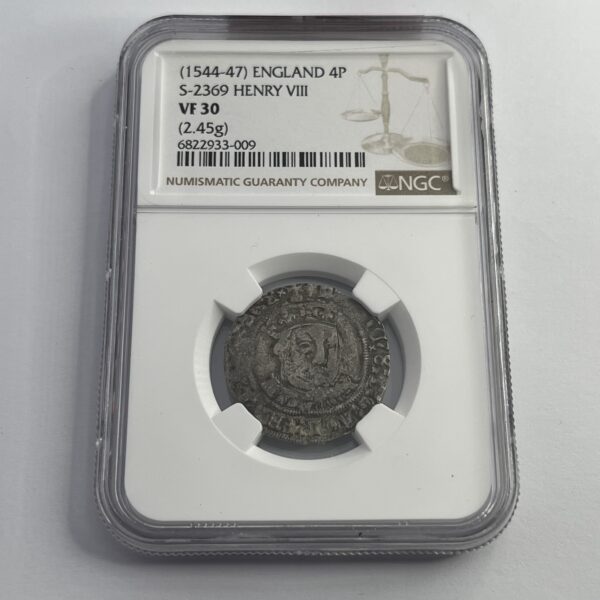 (1544-47) ENGLAND 4P
S-2369 HENRY VIII
VF 30
(2.45g)
6822933-009
NUMISMATIC GUARANTY COMPANY NGC®